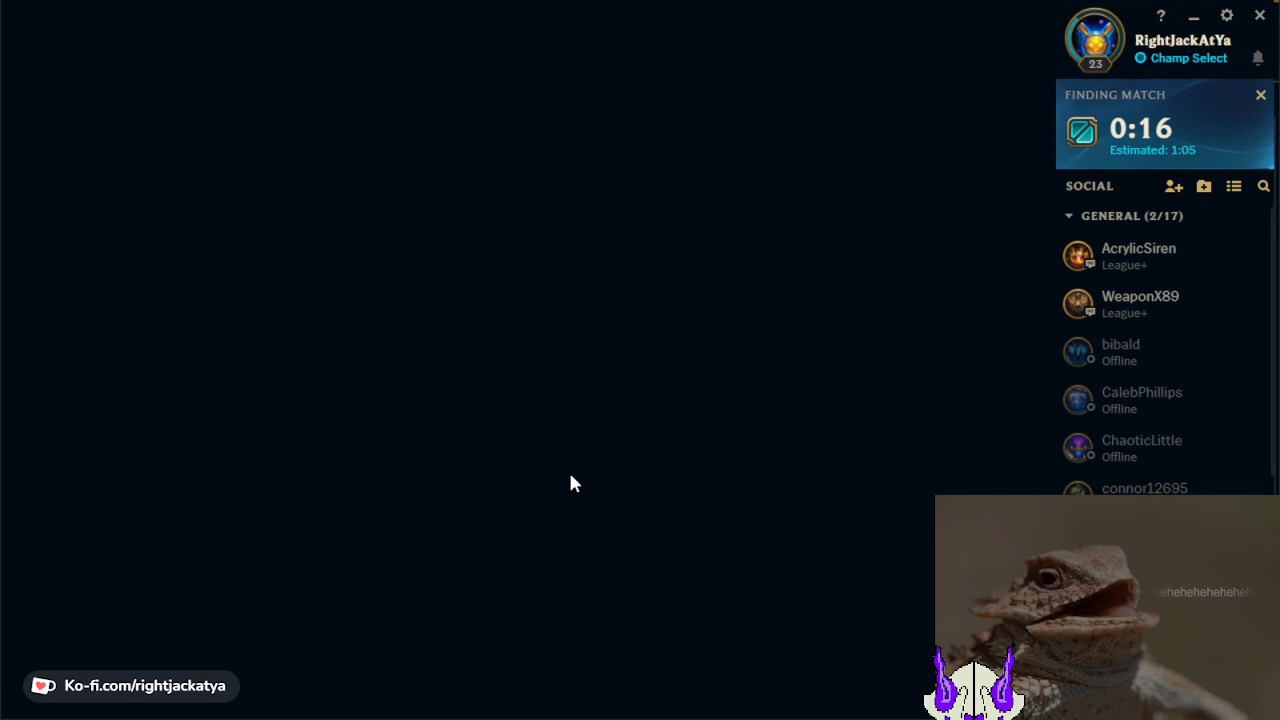 ?
RightJackAtYa
23
Champ Select
FINDING MATCH
0:16
Estimated: 1:05
SOCIAL
GENERAL (2/17)
AcrylicSiren
League+
WeaponX89
League+
bibald
Offline
CalebPhillips
Offline
ChaoticLittle
Offline
connor12695
hehehehehehehe
Ko-fi.com/rightjackatya